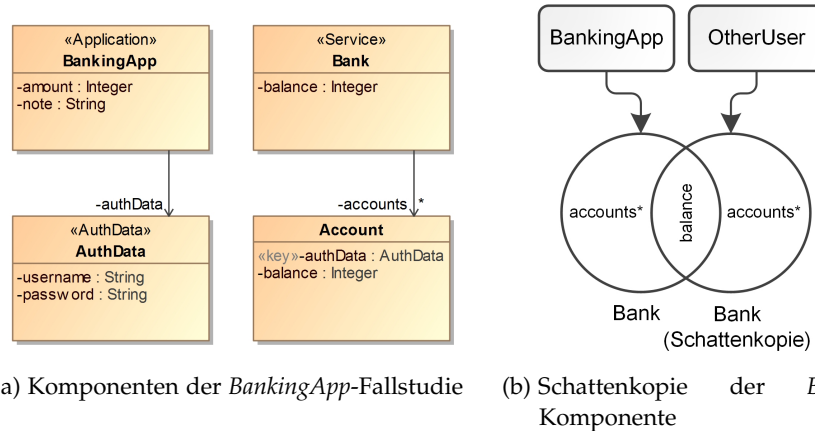 «Application»
BankingApp
-amount : Integer
-note : String
«Service»
Bank
-balance : Integer
-authData
-accounts *
«AuthData»
AuthData
-username : String
-password : String
Account
«key»-authData : AuthData
-balance : Integer
BankingApp
OtherUser
accounts*
balance
accounts*
Bank
Bank
(Schattenkopie)
a) Komponenten der BankingApp-Fallstudie
(b) Schattenkopie der
Komponente